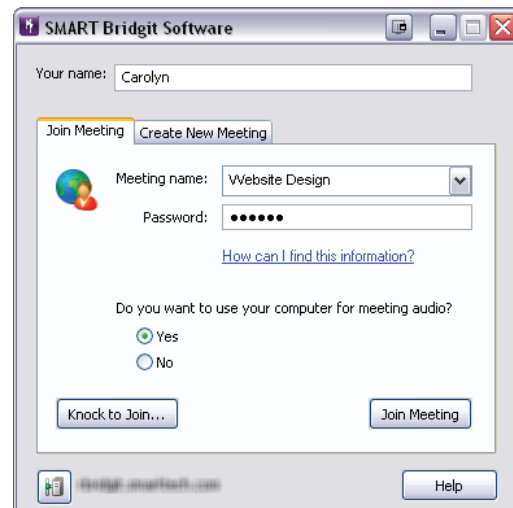 SMART Bridgit Software
Your name: Carolyn
Join Meeting Create New Meeting
Meeting name: Website Design
Password: ••••••
How can I find this information?
Do you want to use your computer for meeting audio?
Yes
No
Knock to Join... Join Meeting
Help